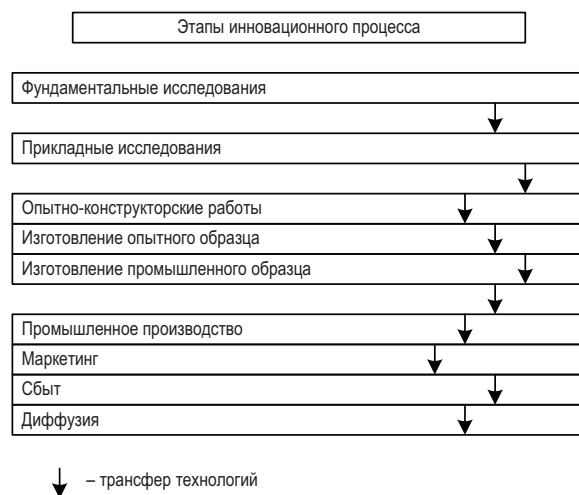 Этапы инновационного процесса
Фундаментальные исследования
Прикладные исследования
Опытно-конструкторские работы
Изготовление опытного образца
Изготовление промышленного образца
Промышленное производство
Маркетинг
Сбыт
Диффузия
– трансфер технологий